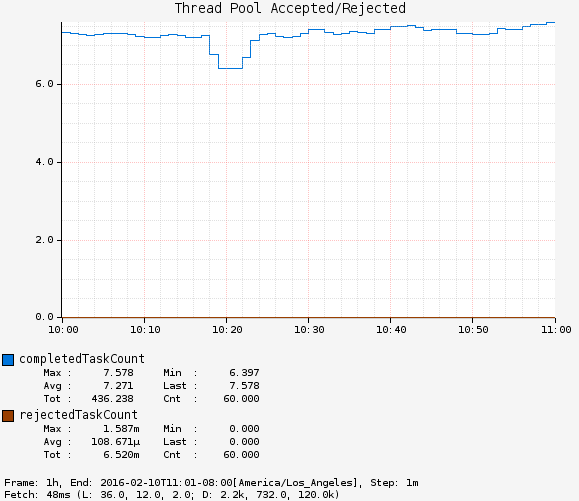 Thread Pool Accepted/Rejected
6.0
4.0
2.0
0.0
10:00 10:10 10:20 10:30 10:40 10:50 11:00
completedTaskCount
Max : 7.578 Min : 6.397
Avg : 7.271 Last : 7.578
Tot : 436.238 Cnt : 60.000
rejectedTaskCount
Max : 1.587m Min : 0.000
Avg : 108.671µ Last : 0.000
Tot : 6.520m Cnt : 60.000
Frame: 1h, End: 2016-02-10T11:01-08:00[America/Los_Angeles], Step: 1m
Fetch: 48ms (L: 36.0, 12.0, 2.0; D: 2.2k, 732.0, 120.0k)